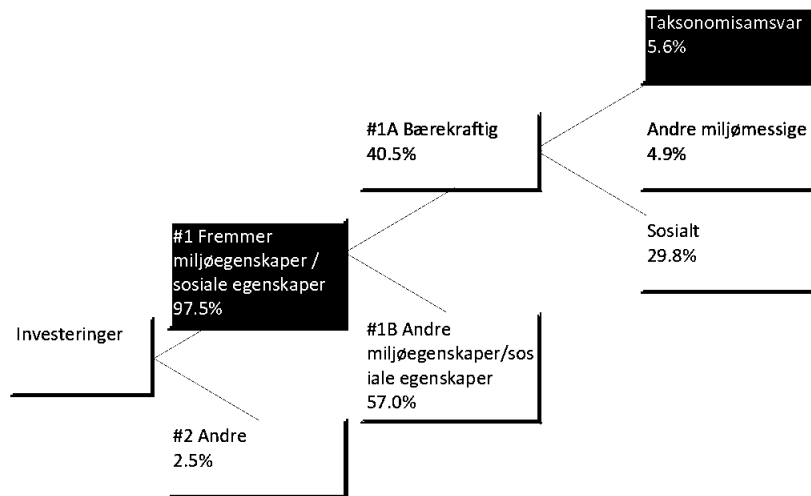 Investeringer
#1 Fremmer
miljøegenskaper /
sosiale egenskaper
97.5%
#2 Andre
2.5%
#1A Bærekraftig
40.5%
#1B Andre
miljøegenskaper/sos
iale egenskaper
57.0%
Taksonomisamsvar
5.6%
Andre miljømessige
4.9%
Sosialt
29.8%